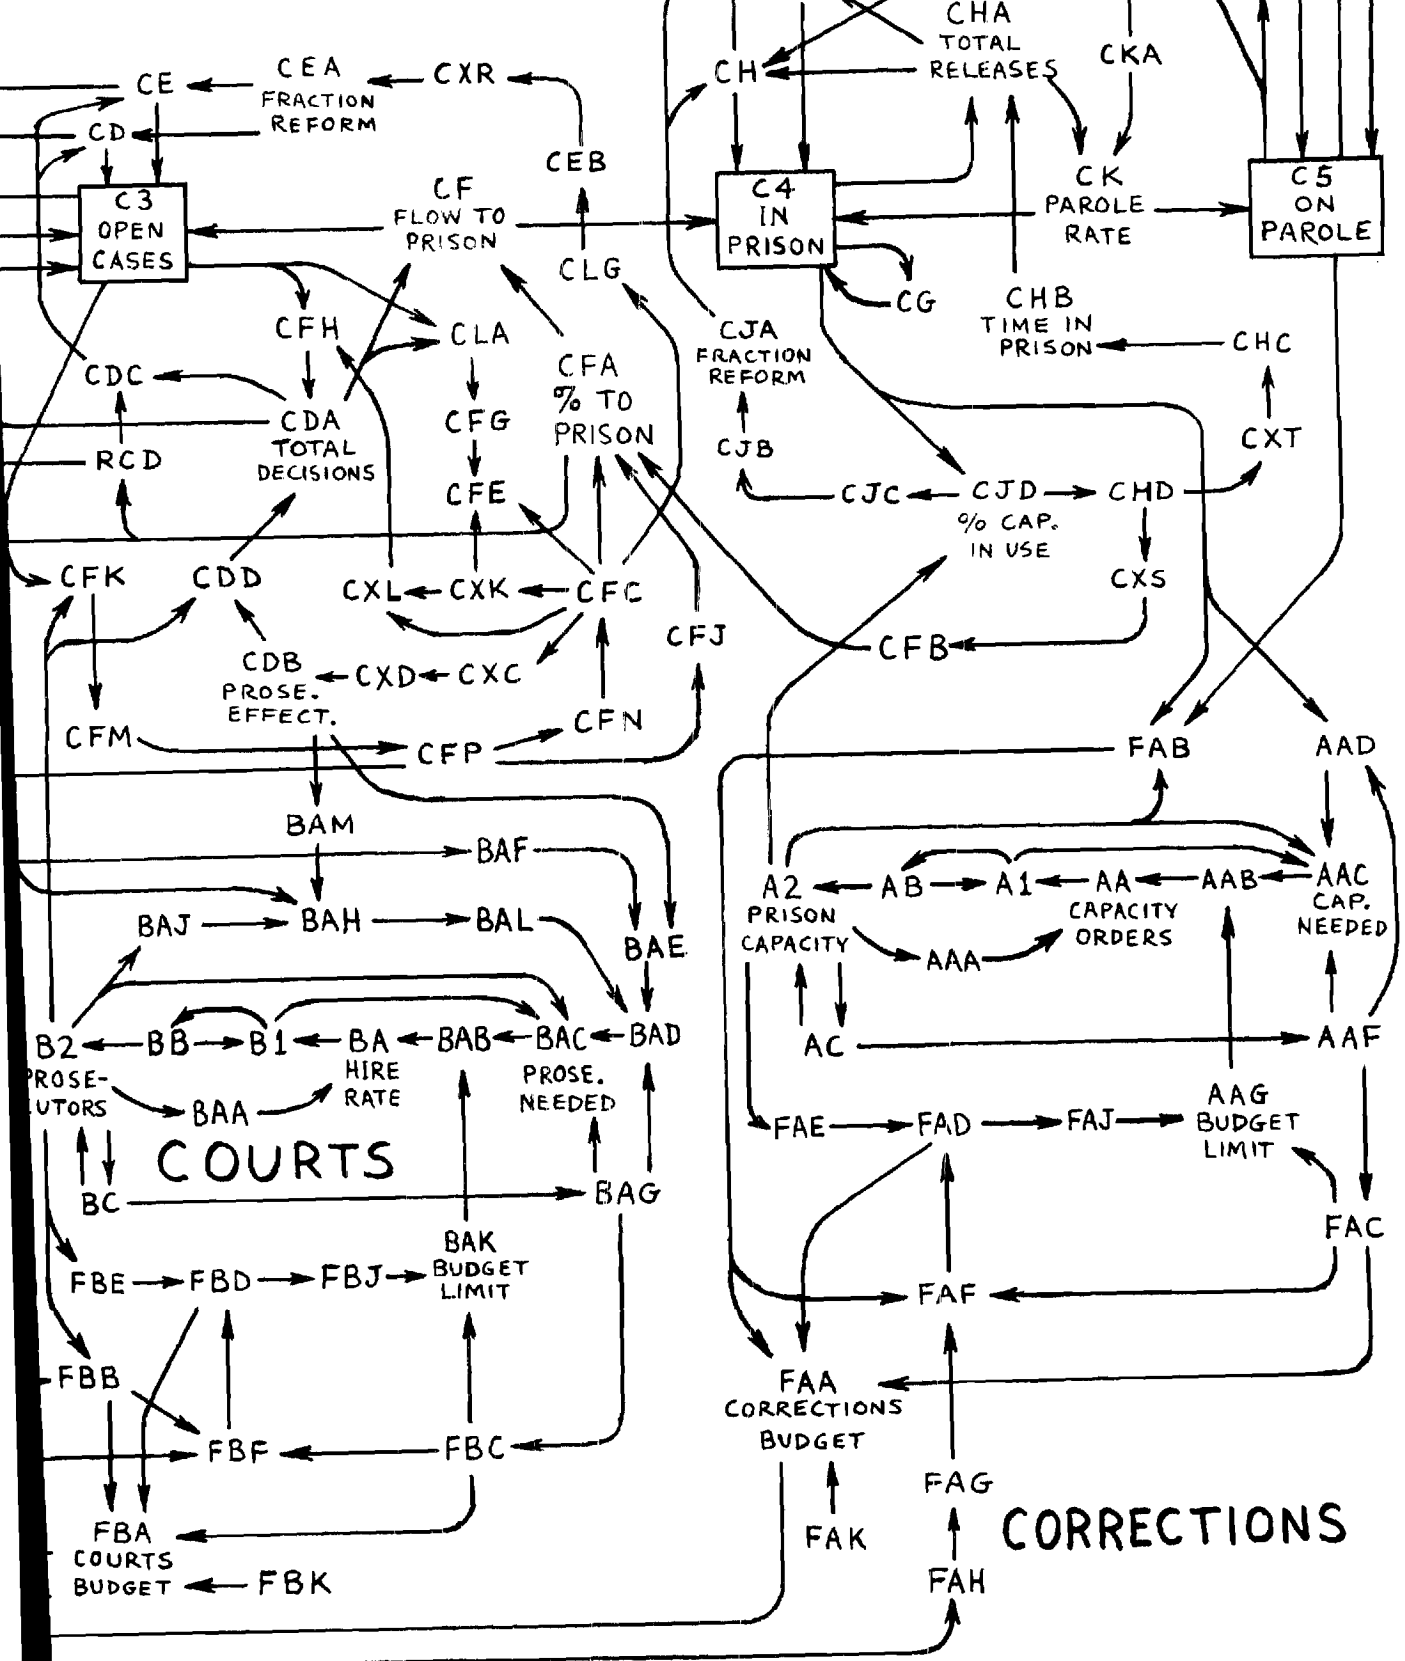 CHA
TOTAL
RELEASES
CKA
CEA
FRACTION
REFORM
CXR
CE
CD
CH
CEB
C3
OPEN
CASES
CF
FLOW TO
PRISON
C4
IN
PRISON
CK
PAROLE
RATE
C5
ON
PAROLE
CLG
CG
CHB
TIME IN
PRISON
CFH
CLA
CJA
FRACTION
REFORM
CHC
CDC
CFA
% TO
PRISON
CDA
TOTAL
DECISIONS
CFG
RCD
CJB
CXT
CFE
CJC
CJD
% CAP.
IN USE
CHD
CFK
CDD
CXL
CXK
CFC
CXS
CFJ
CFB
CDB
PROSE.
EFFECT.
CXD
CXC
CFM
CFP
CFN
FAB
AAD
BAM
BAF
A2
PRISON
CAPACITY
AB
A1
AA
CAPACITY
ORDERS
AAB
AAC
CAP.
NEEDED
BAJ
BAH
BAL
BAE
AAA
B2
PROSE-
UTORS
BB
B1
BA
HIRE
RATE
BAB
BAC
PROSE.
NEEDED
BAD
AC
AAF
BAA
AAG
BUDGET
LIMIT
FAE
FAD
FAJ
COURTS
BC
BAG
FAC
BAK
BUDGET
LIMIT
FBE
FBD
FBJ
FAF
FBB
FAA
CORRECTIONS
BUDGET
FBF
FBC
FAG
FBA
COURTS
BUDGET
FAK
CORRECTIONS
FBK
FAH